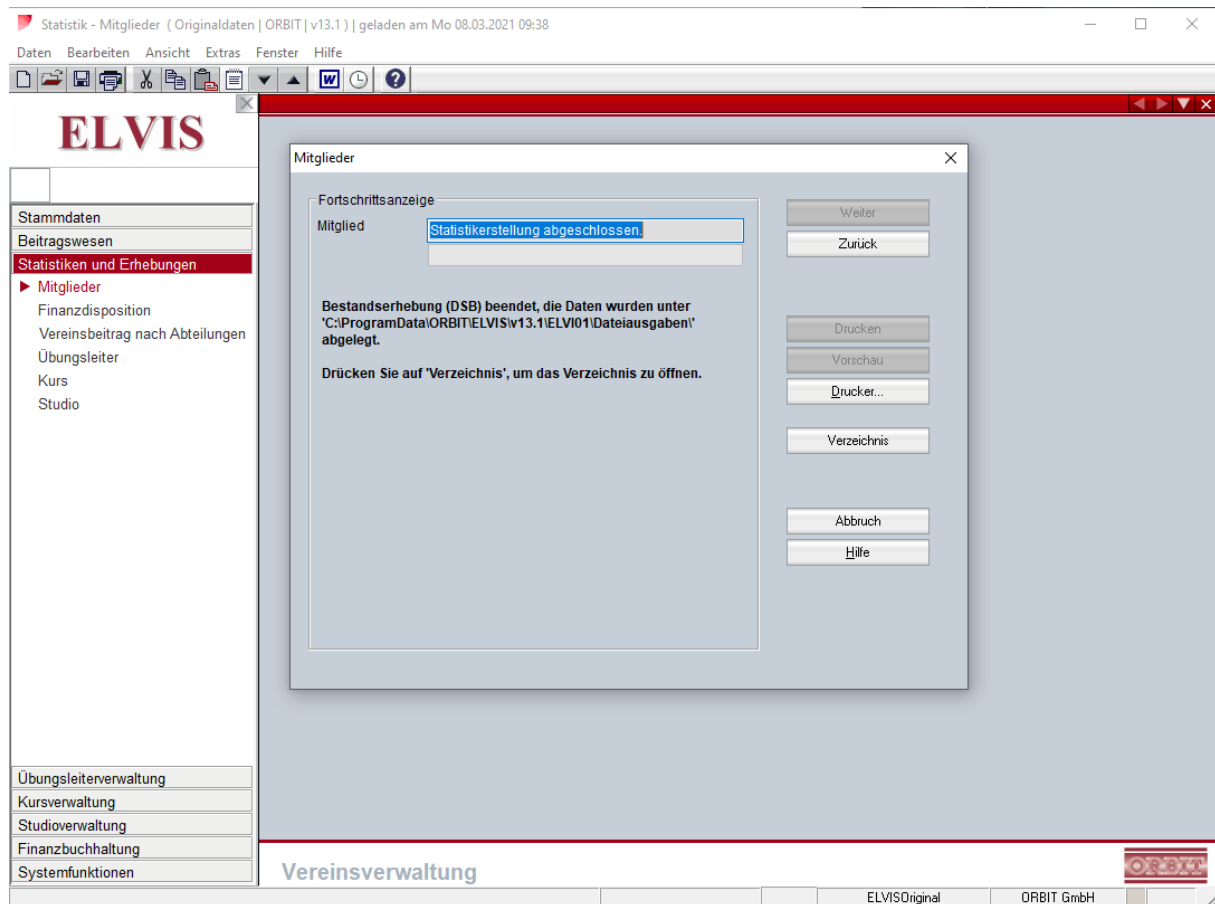 Statistik - Mitglieder ( Originaldaten | ORBIT | v13.1 ) | geladen am Mo 08.03.2021 09:38
Daten Bearbeiten Ansicht Extras Fenster Hilfe
W
?
ELVIS
Stammdaten
Beitragswesen
Statistiken und Erhebungen
Mitglieder
Finanzdisposition
Vereinsbeitrag nach Abteilungen
Übungsleiter
Kurs
Studio
Übungsleiterverwaltung
Kursverwaltung
Studioverwaltung
Finanzbuchhaltung
Systemfunktionen
Mitglieder
Fortschrittsanzeige
Mitglied Statistikerstellung abgeschlossen.
Bestandserhebung (DSB) beendet, die Daten wurden unter
'C:\ProgramData\ORBIT\ELVIS\v13.1\ELVI01\Dateiausgaben\'
abgelegt.
Drücken Sie auf 'Verzeichnis', um das Verzeichnis zu öffnen.
Weiter
Zurück
Drucken
Vorschau
Drucker...
Verzeichnis
Abbruch
Hilfe
Vereinsverwaltung
ORBIT
ELVISOriginal ORBIT GmbH